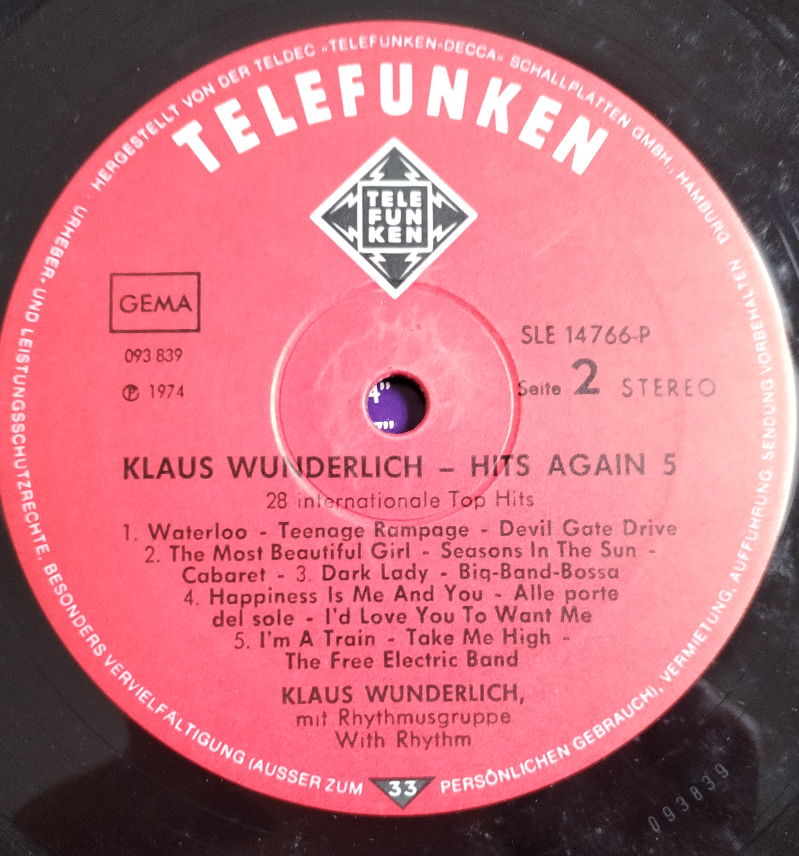 · HERGESTELLT VON DER TELDEC »TELEFUNKEN-DECCA« SCHALLPLATTEN GMBH., HAMBURG
TELEFUNKEN
TELE
FUN
KEN
GEMA
093 839
℗ 1974
SLE 14766-P
Seite 2 STEREO
4"
7"
KLAUS WUNDERLICH – HITS AGAIN 5
28 internationale Top Hits
1. Waterloo - Teenage Rampage - Devil Gate Drive
2. The Most Beautiful Girl - Seasons In The Sun -
Cabaret - 3. Dark Lady - Big-Band-Bossa
4. Happiness Is Me And You - Alle porte
del sole - I'd Love You To Want Me
5. I'm A Train - Take Me High -
The Free Electric Band
KLAUS WUNDERLICH,
mit Rhythmusgruppe
With Rhythm
URHEBER- UND LEISTUNGSSCHUTZRECHTE, BESONDERS VERVIELFÄLTIGUNG (AUSSER ZUM PERSÖNLICHEN GEBRAUCH), VERMIETUNG, AUFFÜHRUNG, SENDUNG VORBEHALTEN
33
093839